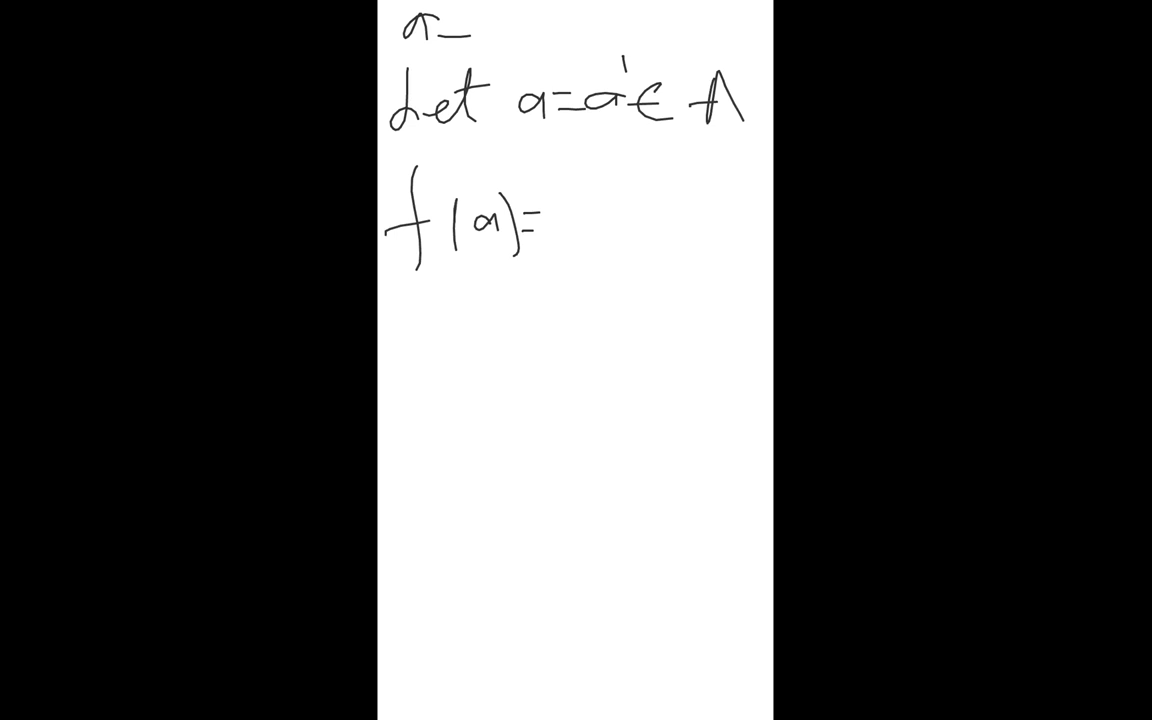 a=
Let a=a'∈ A
f(a)=